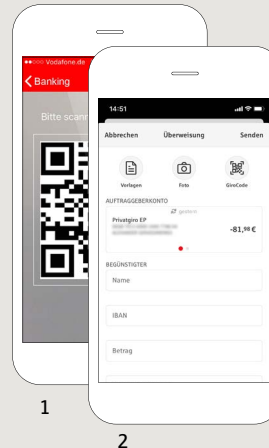 Vodafone.de
Banking
Bitte scann
14:51
Abbrechen Überweisung Senden
Vorlagen Foto GiroCode
AUFTRAGGEBERKONTO
Privatgiro EP
-81,98 €
BEGÜNSTIGTER
Name
IBAN
Betrag
1
2